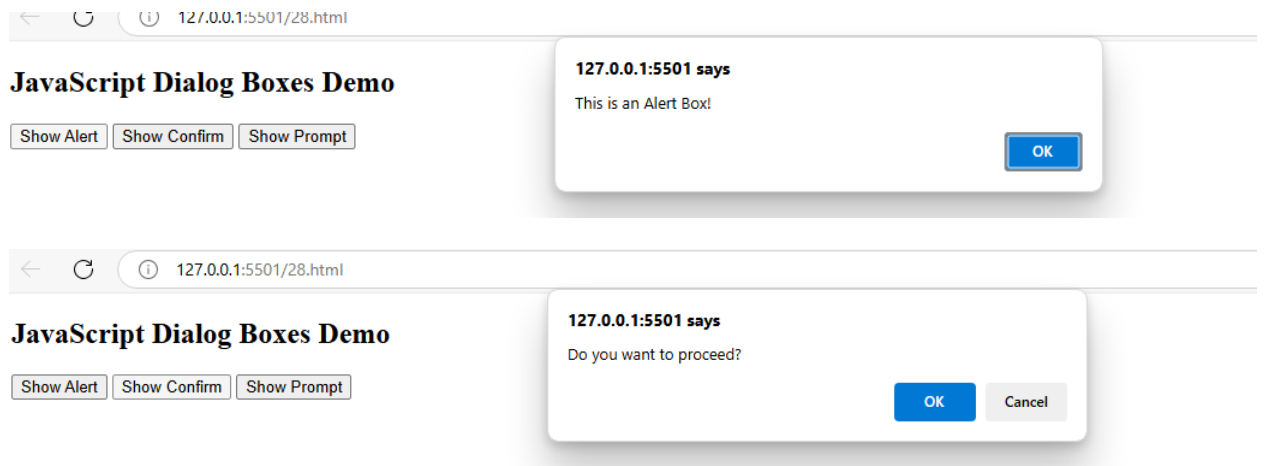 127.0.0.1:5501/28.html
127.0.0.1:5501 says
JavaScript Dialog Boxes Demo
This is an Alert Box!
Show Alert Show Confirm Show Prompt
OK
127.0.0.1:5501/28.html
127.0.0.1:5501 says
JavaScript Dialog Boxes Demo
Do you want to proceed?
Show Alert Show Confirm Show Prompt
OK Cancel